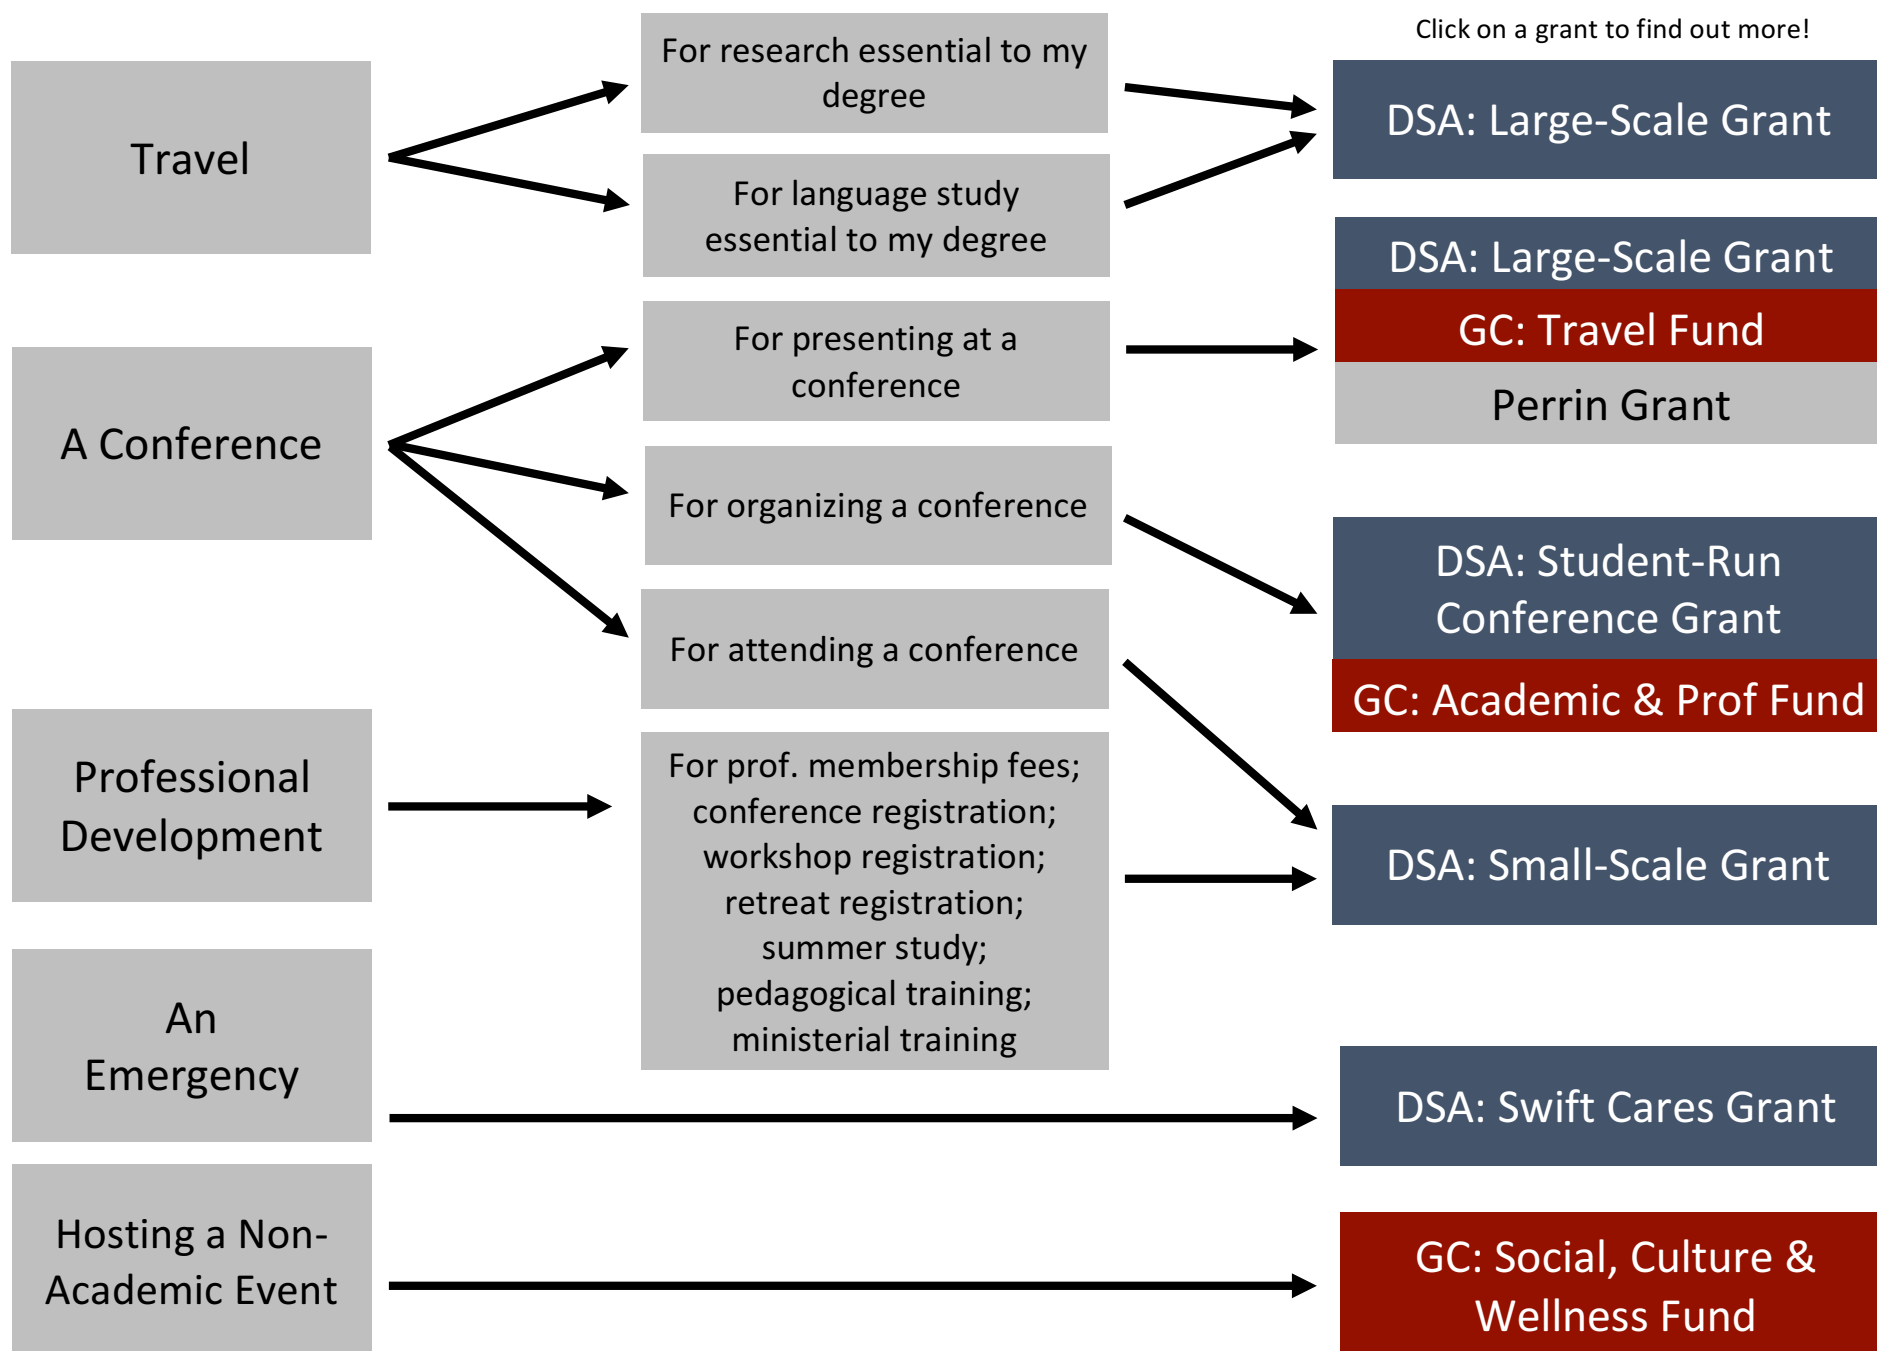 Click on a grant to find out more!
Travel
For research essential to my
degree
For language study
essential to my degree
DSA: Large-Scale Grant
A Conference
For presenting at a
conference
DSA: Large-Scale Grant
GC: Travel Fund
Perrin Grant
For organizing a conference
DSA: Student-Run
Conference Grant
GC: Academic & Prof Fund
For attending a conference
Professional
Development
For prof. membership fees;
conference registration;
workshop registration;
retreat registration;
summer study;
pedagogical training;
ministerial training
DSA: Small-Scale Grant
An
Emergency
DSA: Swift Cares Grant
Hosting a Non-
Academic Event
GC: Social, Culture &
Wellness Fund